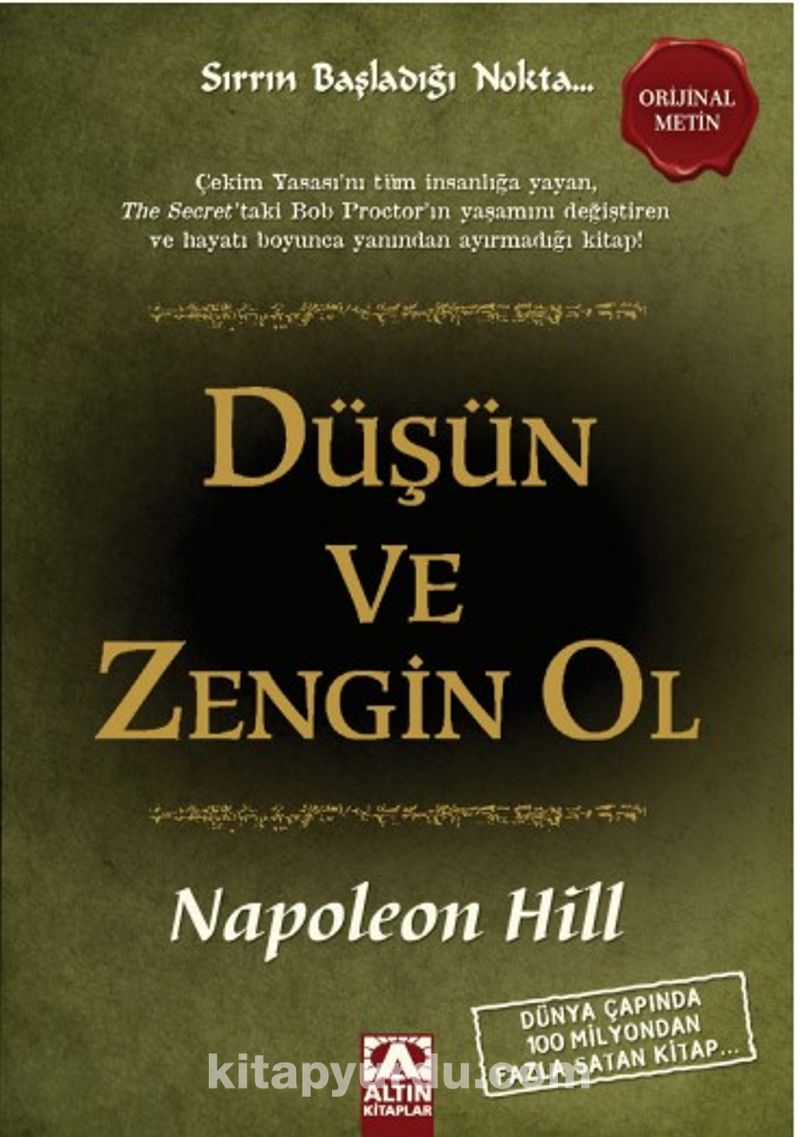 Sırrın Başladığı Nokta...
ORİJİNAL
METİN
Çekim Yasası'nı tüm insanlığa yayan,
The Secret'taki Bob Proctor'ın yaşamını değiştiren
ve hayatı boyunca yanından ayırmadığı kitap!
DÜŞÜN
VE
ZENGİN OL
Napoleon Hill
DÜNYA ÇAPINDA
100 MİLYONDAN
FAZLA SATAN KİTAP...
kitapyurdu.com
ALTIN
KİTAPLAR